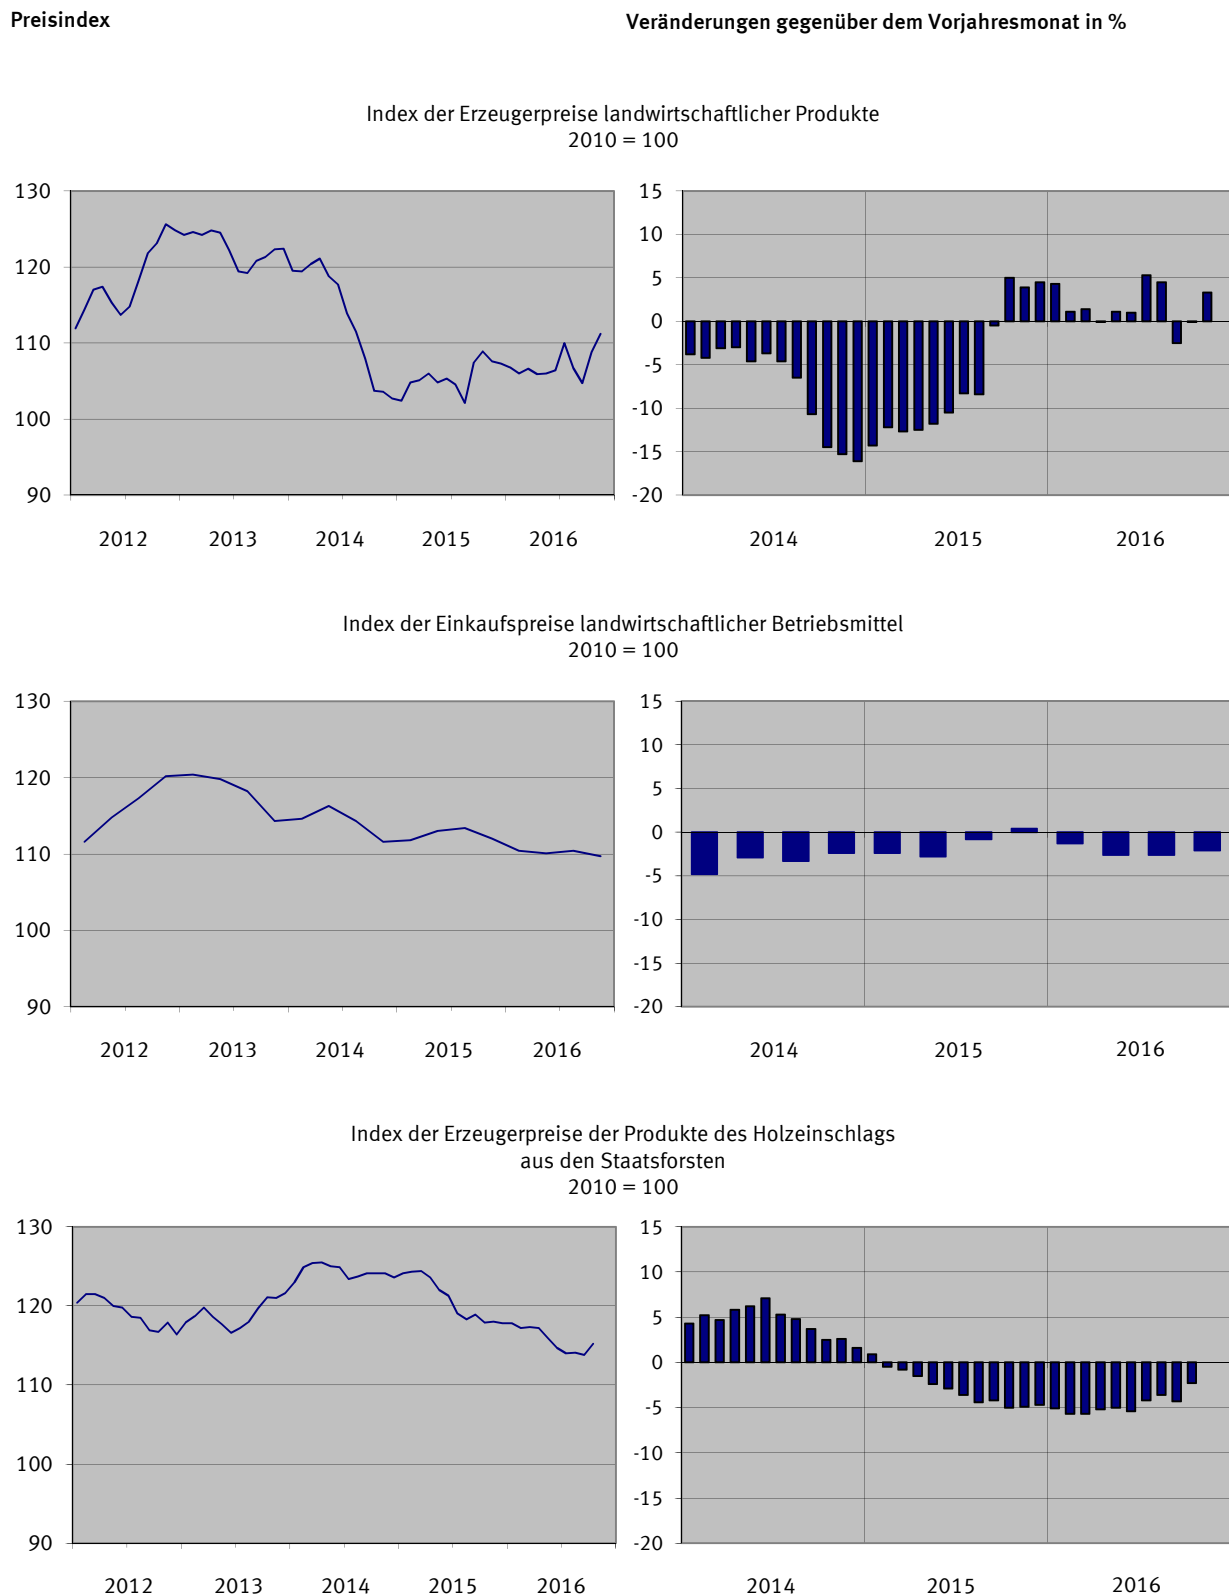 Preisindex
Veränderungen gegenüber dem Vorjahresmonat in %
Index der Erzeugerpreise landwirtschaftlicher Produkte
2010 = 100
130
120
110
100
90
2012 2013 2014 2015 2016
15
10
5
0
-5
-10
-15
-20
2014 2015 2016
Index der Einkaufspreise landwirtschaftlicher Betriebsmittel
2010 = 100
130
120
110
100
90
2012 2013 2014 2015 2016
15
10
5
0
-5
-10
-15
-20
2014 2015 2016
Index der Erzeugerpreise der Produkte des Holzeinschlags
aus den Staatsforsten
2010 = 100
130
120
110
100
90
2012 2013 2014 2015 2016
15
10
5
0
-5
-10
-15
-20
2014 2015 2016